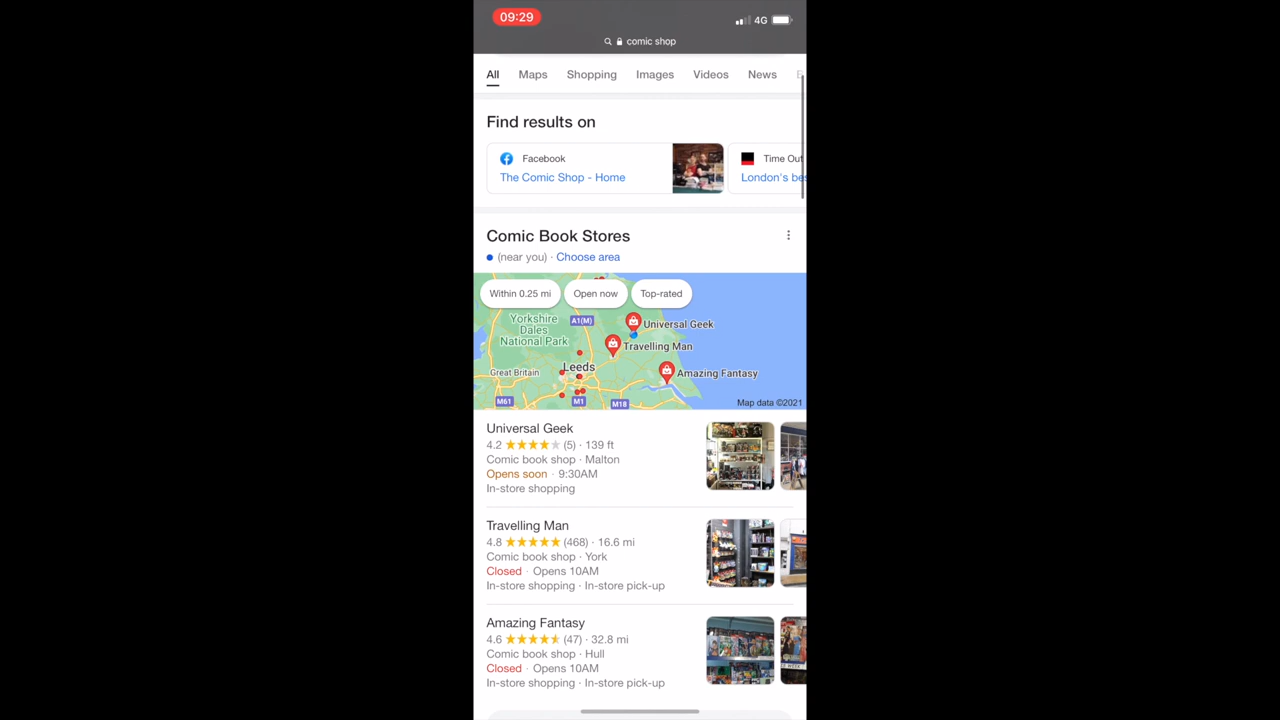 09:29
4G
comic shop
All Maps Shopping Images Videos News
Find results on
Facebook
The Comic Shop - Home
Time Out
London's
Comic Book Stores
(near you) · Choose area
Within 0.25 mi
Open now
Top-rated
Yorkshire
Dales
National Park
A1(M)
Universal Geek
Travelling Man
Great Britain
Leeds
Amazing Fantasy
M61
M1
M18
Map data ©2021
Universal Geek
4.2 (5) · 139 ft
Comic book shop · Malton
Opens soon · 9:30AM
In-store shopping
Travelling Man
4.8 (468) · 16.6 mi
Comic book shop · York
Closed · Opens 10AM
In-store shopping · In-store pick-up
Amazing Fantasy
4.6 (47) · 32.8 mi
Comic book shop · Hull
Closed · Opens 10AM
In-store shopping · In-store pick-up